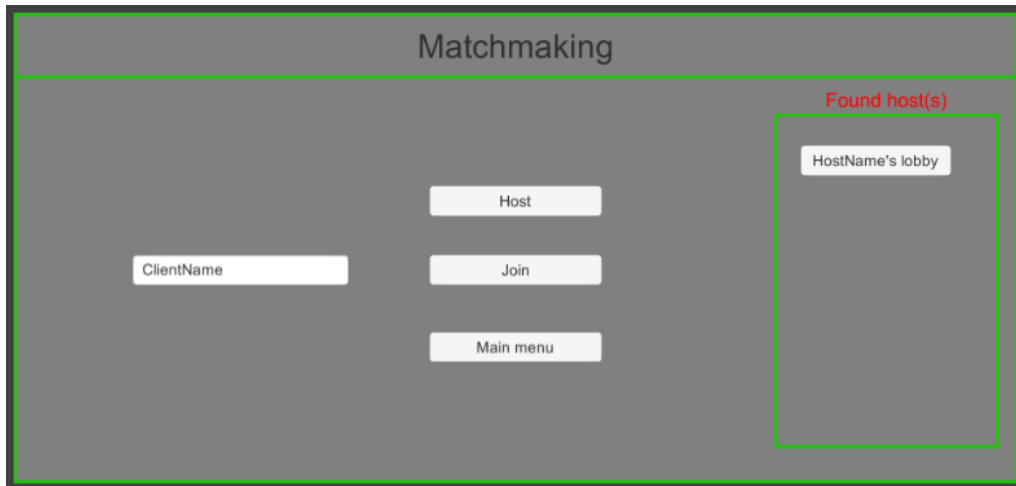 Matchmaking
Found host(s)
HostName's lobby
Host
ClientName
Join
Main menu